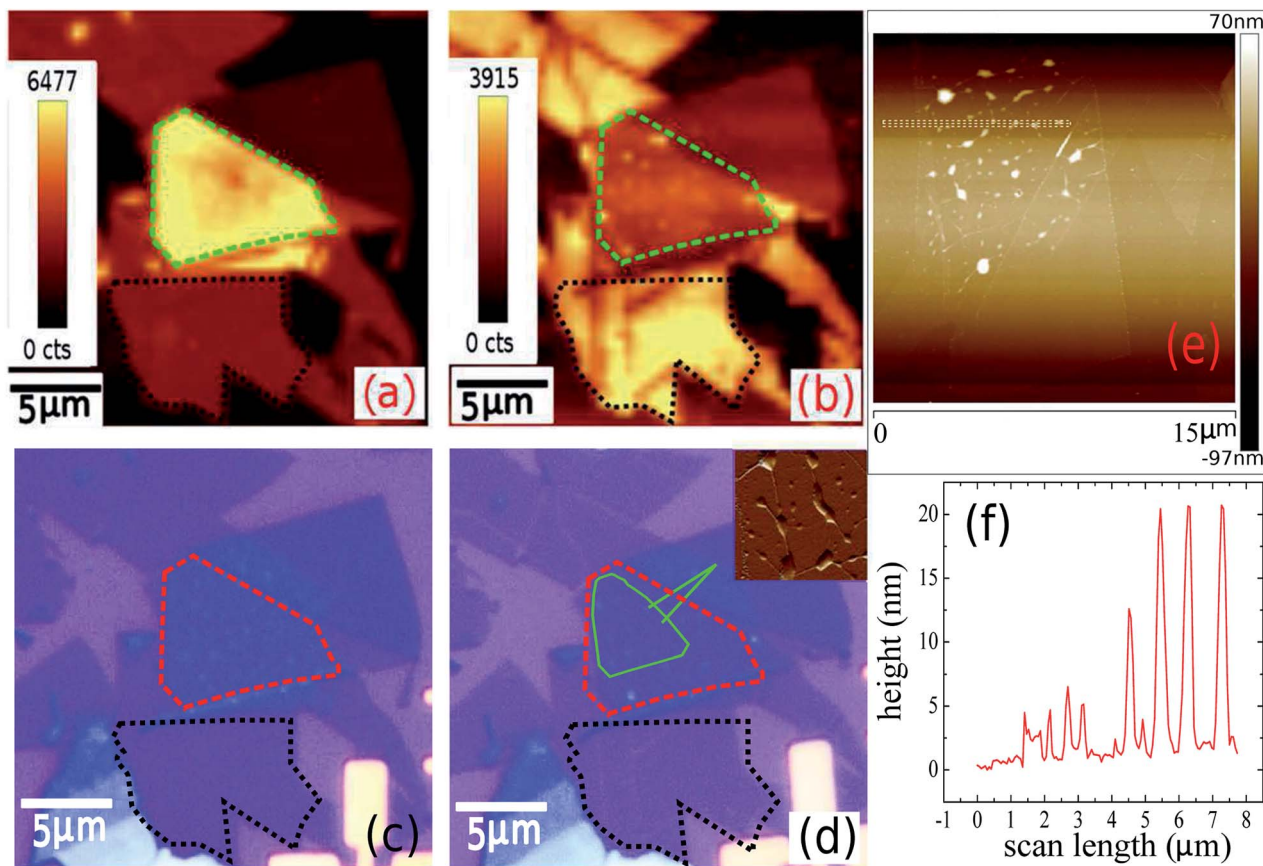 6477
0 cts
5μm
(a)
3915
0 cts
5μm
(b)
70nm
(e)
0
15μm
-97nm
5μm
(c)
5μm
(d)
(f)
20
15
10
5
0
height (nm)
-1 0 1 2 3 4 5 6 7 8
scan length (μm)